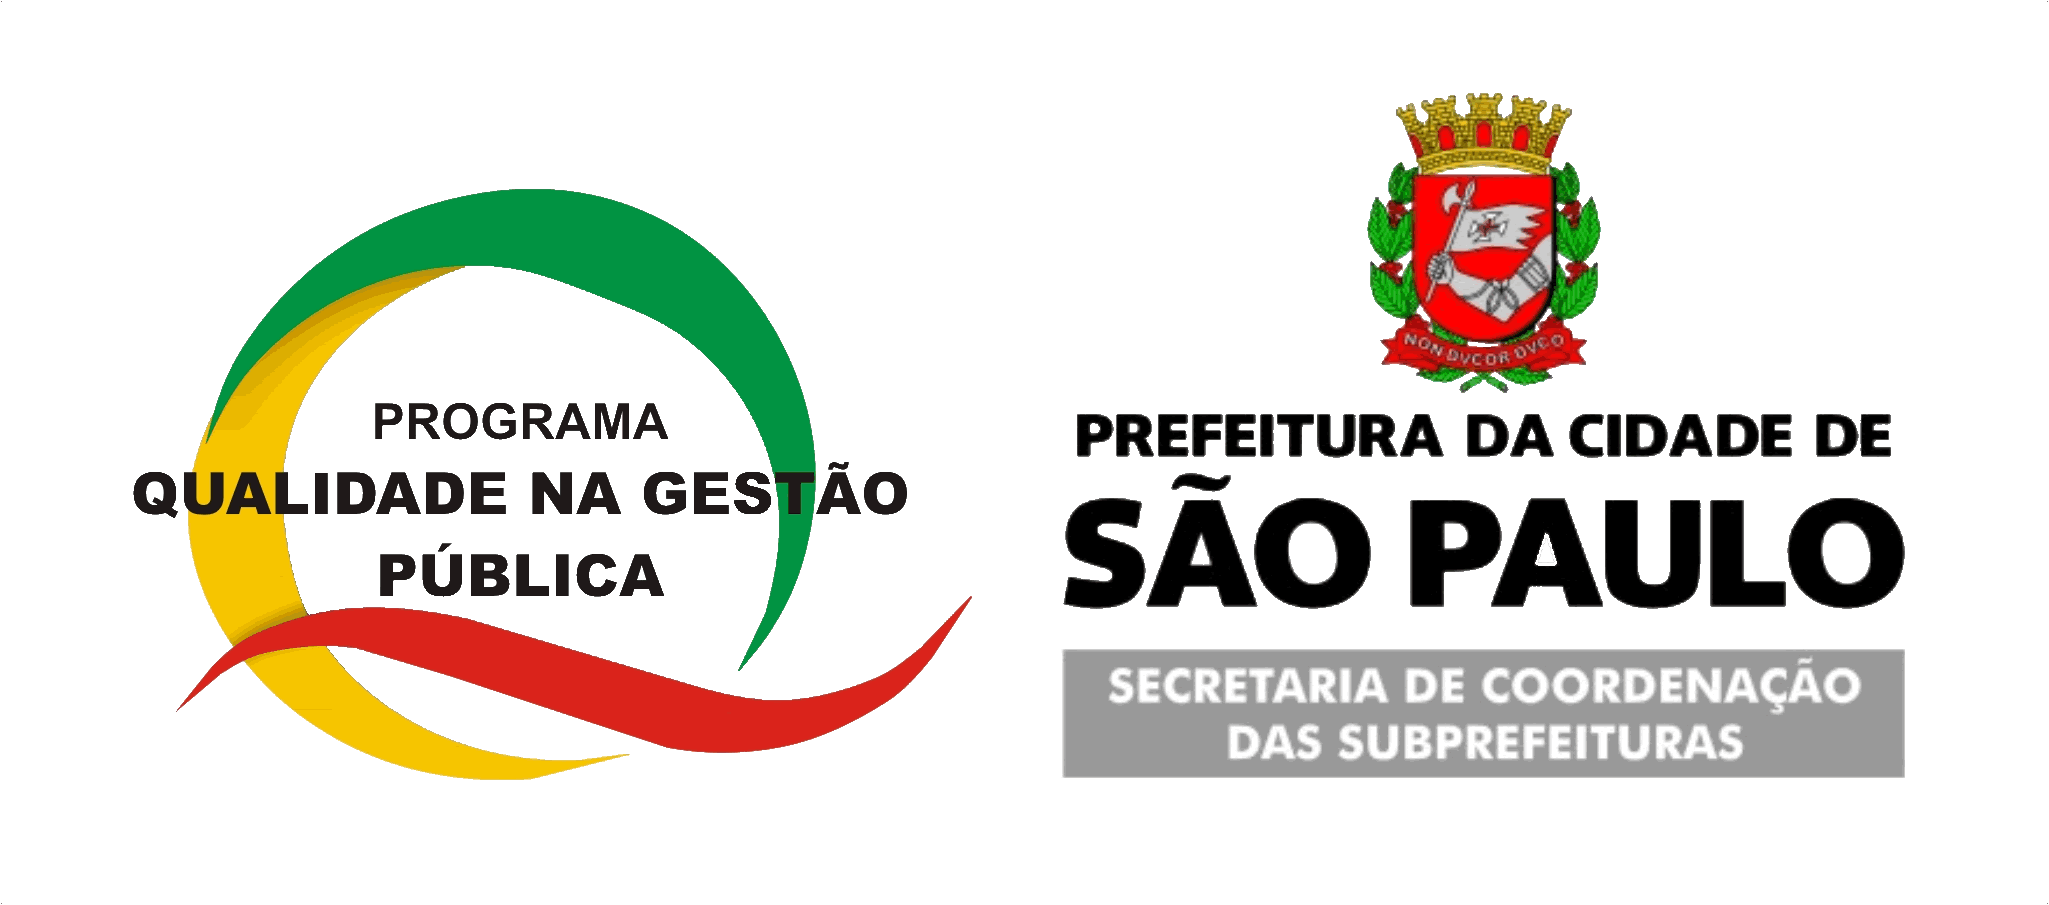 PROGRAMA
QUALIDADE NA GESTÃO
PÚBLICA
NON DVCOR DVCO
PREFEITURA DA CIDADE DE
SÃO PAULO
SECRETARIA DE COORDENAÇÃO
DAS SUBPREFEITURAS